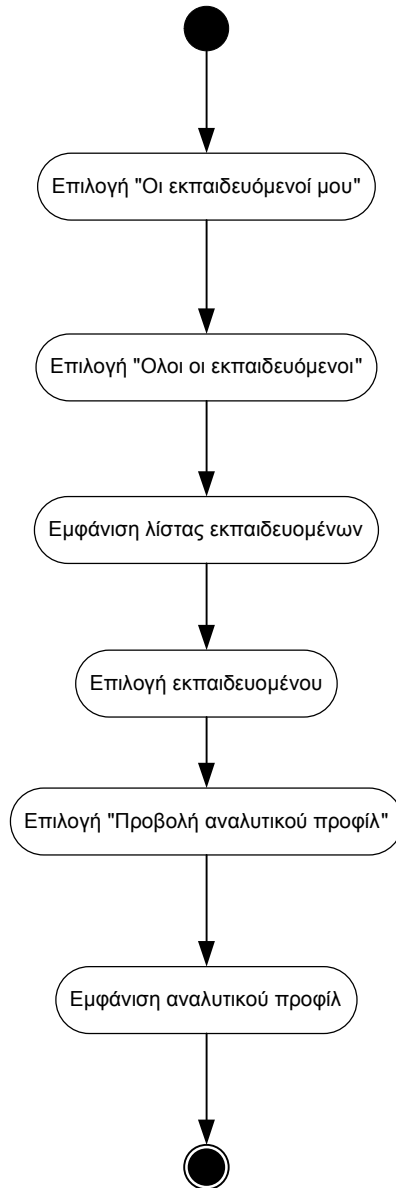 Επιλογή "Οι εκπαιδευόμενοί μου"
Επιλογή "Ολοι οι εκπαιδευόμενοι"
Εμφάνιση λίστας εκπαιδευομένων
Επιλογή εκπαιδευομένου
Επιλογή "Προβολή αναλυτικού προφίλ"
Εμφάνιση αναλυτικού προφίλ